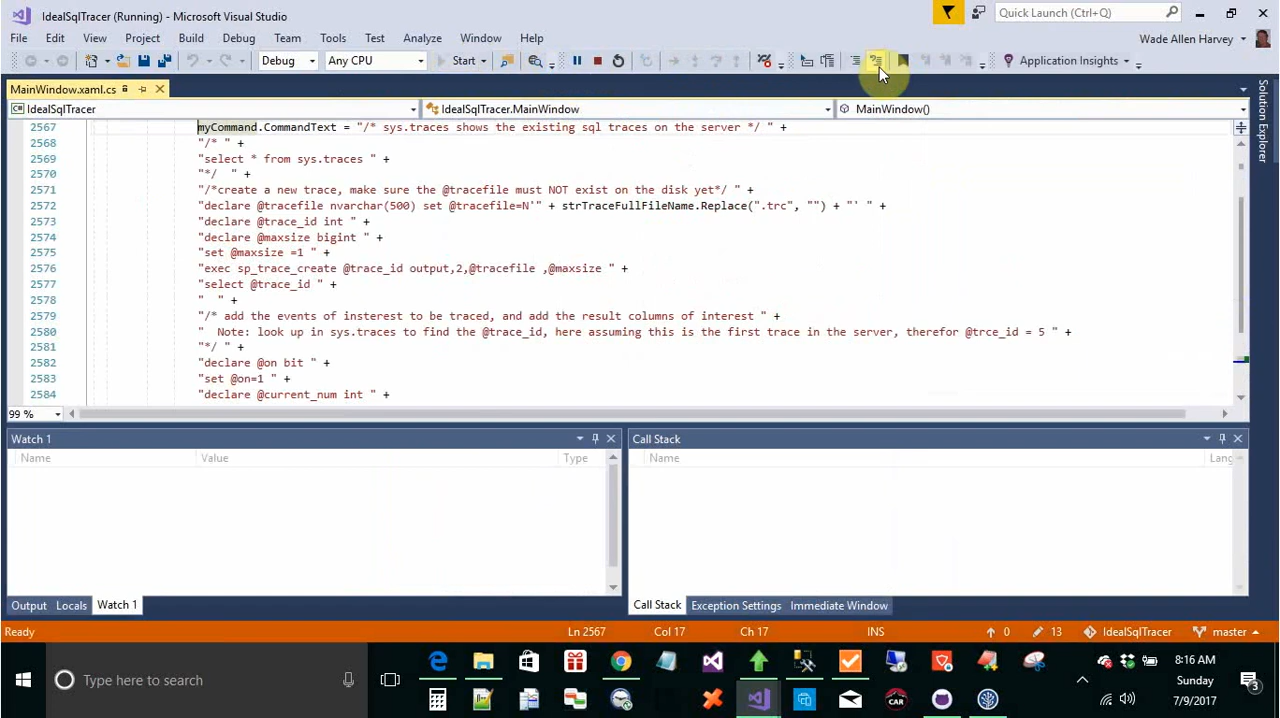 IdealSqlTracer (Running) - Microsoft Visual Studio
Quick Launch (Ctrl+Q)
File Edit View Project Build Debug Team Tools Test Analyze Window Help
Wade Allen Harvey
Debug Any CPU Start Application Insights
MainWindow.xaml.cs
IdealSqlTracer IdealSqlTracer.MainWindow MainWindow()
Solution Explorer
2567 myCommand.CommandText = "/* sys.traces shows the existing sql traces on the server */ " +
2568 "/* " +
2569 "select * from sys.traces " +
2570 "*/  " +
2571 "/*create a new trace, make sure the @tracefile must NOT exist on the disk yet*/ " +
2572 "declare @tracefile nvarchar(500) set @tracefile=N'" + strTraceFullFileName.Replace(".trc", "") + "' " +
2573 "declare @trace_id int " +
2574 "declare @maxsize bigint " +
2575 "set @maxsize =1 " +
2576 "exec sp_trace_create @trace_id output,2,@tracefile ,@maxsize " +
2577 "select @trace_id " +
2578 "  " +
2579 "/* add the events of insterest to be traced, and add the result columns of interest " +
2580 "  Note: look up in sys.traces to find the @trace_id, here assuming this is the first trace in the server, therefor @trce_id = 5 " +
2581 "*/ " +
2582 "declare @on bit " +
2583 "set @on=1 " +
2584 "declare @current_num int " +
99 %
Watch 1
Name Value Type
Call Stack
Name Lang
Output Locals Watch 1
Call Stack Exception Settings Immediate Window
Ready Ln 2567 Col 17 Ch 17 INS 0 13 IdealSqlTracer master
Type here to search
CAR
8:16 AM
Sunday
7/9/2017
3